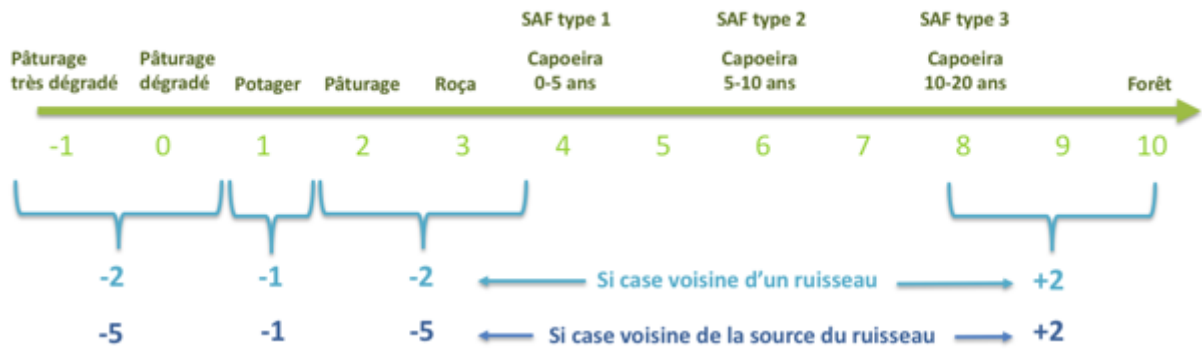 SAF type 1 SAF type 2 SAF type 3
Pâturage Pâturage Capoeira Capoeira Capoeira
très dégradé dégradé Potager Pâturage Roça 0-5 ans 5-10 ans 10-20 ans Forêt
-1 0 1 2 3 4 5 6 7 8 9 10
-2 -1 -2 Si case voisine d'un ruisseau +2
-5 -1 -5 Si case voisine de la source du ruisseau +2